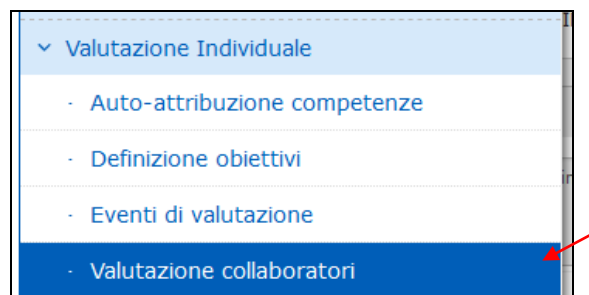 Valutazione Individuale
· Auto-attribuzione competenze
· Definizione obiettivi
· Eventi di valutazione
· Valutazione collaboratori